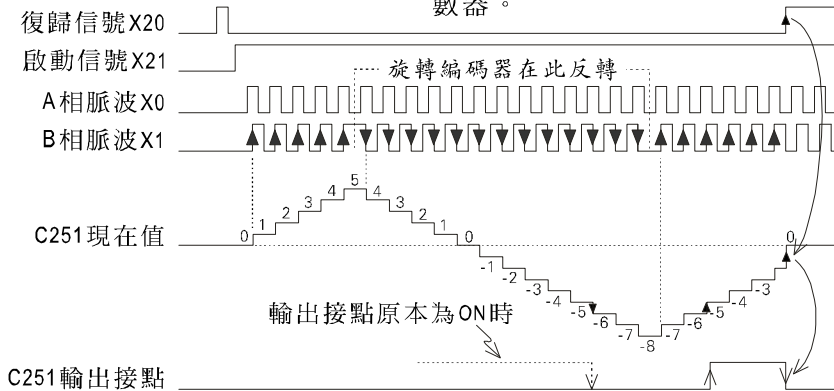 數器。
復歸信號X20
啟動信號X21
旋轉編碼器在此反轉
A相脈波X0
B相脈波X1
C251現在值
0 1 2 3 4 5 4 3 2 1 0 -1 -2 -3 -4 -5 -6 -7 -8 -7 -6 -5 -4 -3 0
輸出接點原本為ON時
C251輸出接點